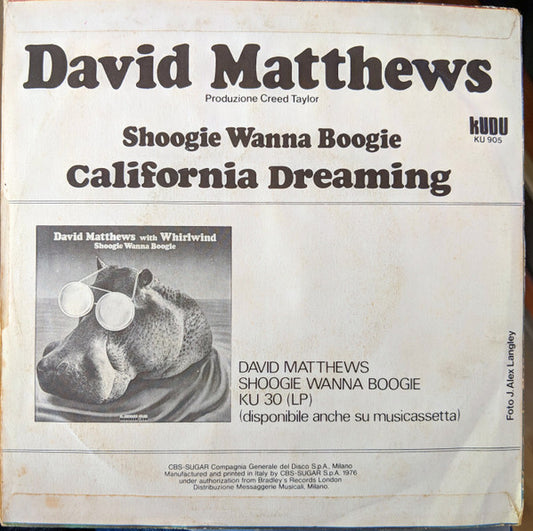 David Matthews
Produzione Creed Taylor
KUDU
KU 905
Shoogie Wanna Boogie
California Dreaming
David Matthews with Whirlwind
Shoogie Wanna Boogie
DAVID MATTHEWS
SHOOGIE WANNA BOOGIE
KU 30 (LP)
(disponibile anche su musicassetta)
Foto J. Alex Langley
CBS-SUGAR Compagnia Generale del Disco S.p.A., Milano
Manufactured and printed in Italy by CBS-SUGAR S.p.A. 1976
under authorization from Bradley's Records London
Distribuzione Messaggerie Musicali, Milano.